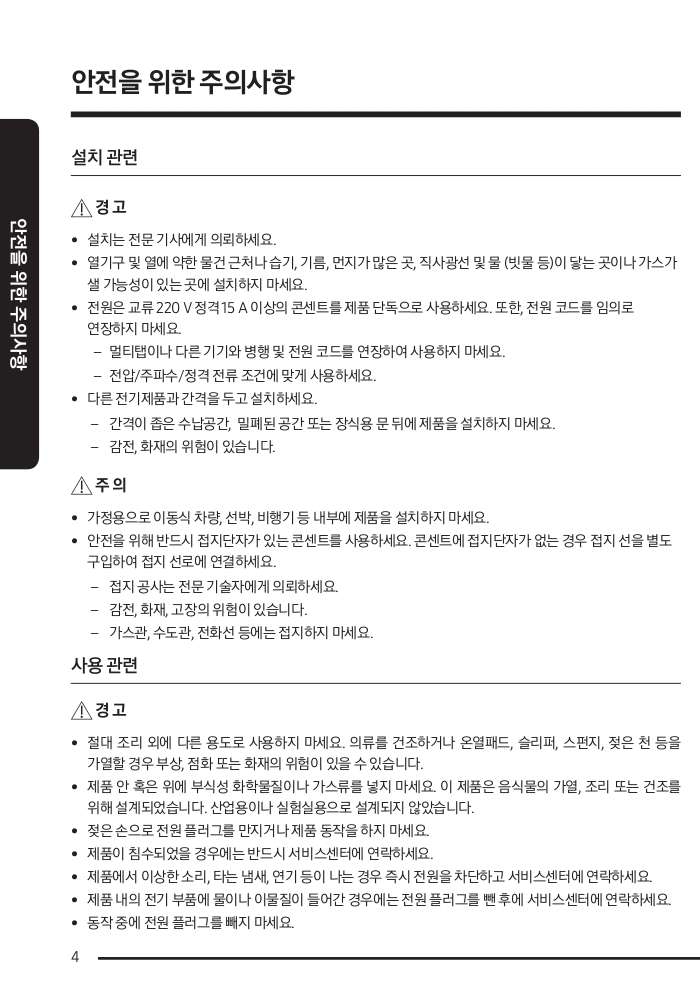 안전을 위한 주의사항
안전을 위한 주의사항
설치 관련
⚠ 경고
• 설치는 전문 기사에게 의뢰하세요.
• 열기구 및 열에 약한 물건 근처나 습기, 기름, 먼지가 많은 곳, 직사광선 및 물 (빗물 등)이 닿는 곳이나 가스가
샐 가능성이 있는 곳에 설치하지 마세요.
• 전원은 교류 220 V 정격 15 A 이상의 콘센트를 제품 단독으로 사용하세요. 또한, 전원 코드를 임의로
연장하지 마세요.
– 멀티탭이나 다른 기기와 병행 및 전원 코드를 연장하여 사용하지 마세요.
– 전압/주파수/정격 전류 조건에 맞게 사용하세요.
• 다른 전기제품과 간격을 두고 설치하세요.
– 간격이 좁은 수납공간, 밀폐된 공간 또는 장식용 문 뒤에 제품을 설치하지 마세요.
– 감전, 화재의 위험이 있습니다.
⚠ 주의
• 가정용으로 이동식 차량, 선박, 비행기 등 내부에 제품을 설치하지 마세요.
• 안전을 위해 반드시 접지단자가 있는 콘센트를 사용하세요. 콘센트에 접지단자가 없는 경우 접지 선을 별도
구입하여 접지 선로에 연결하세요.
– 접지 공사는 전문 기술자에게 의뢰하세요.
– 감전, 화재, 고장의 위험이 있습니다.
– 가스관, 수도관, 전화선 등에는 접지하지 마세요.
사용 관련
⚠ 경고
• 절대 조리 외에 다른 용도로 사용하지 마세요. 의류를 건조하거나 온열패드, 슬리퍼, 스펀지, 젖은 천 등을
가열할 경우 부상, 점화 또는 화재의 위험이 있을 수 있습니다.
• 제품 안 혹은 위에 부식성 화학물질이나 가스류를 넣지 마세요. 이 제품은 음식물의 가열, 조리 또는 건조를
위해 설계되었습니다. 산업용이나 실험실용으로 설계되지 않았습니다.
• 젖은 손으로 전원 플러그를 만지거나 제품 동작을 하지 마세요.
• 제품이 침수되었을 경우에는 반드시 서비스센터에 연락하세요.
• 제품에서 이상한 소리, 타는 냄새, 연기 등이 나는 경우 즉시 전원을 차단하고 서비스센터에 연락하세요.
• 제품 내의 전기 부품에 물이나 이물질이 들어간 경우에는 전원 플러그를 뺀 후에 서비스센터에 연락하세요.
• 동작 중에 전원 플러그를 빼지 마세요.
4